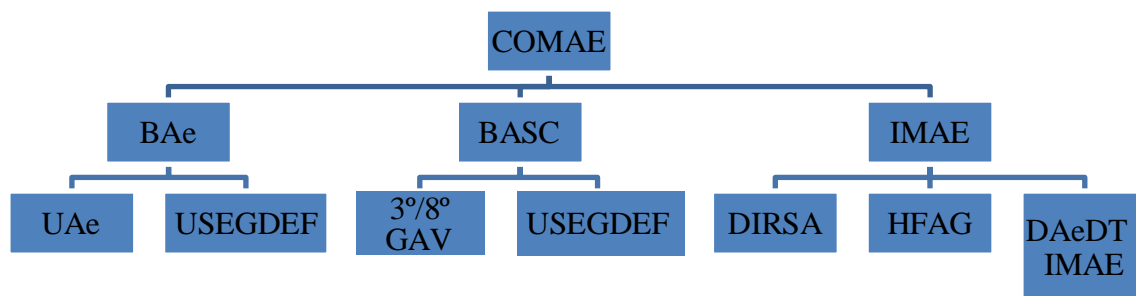 COMAE
BAe
BASC
IMAE
UAe
USEGDEF
3º/8º
GAV
USEGDEF
DIRSA
HFAG
DAeDT
IMAE